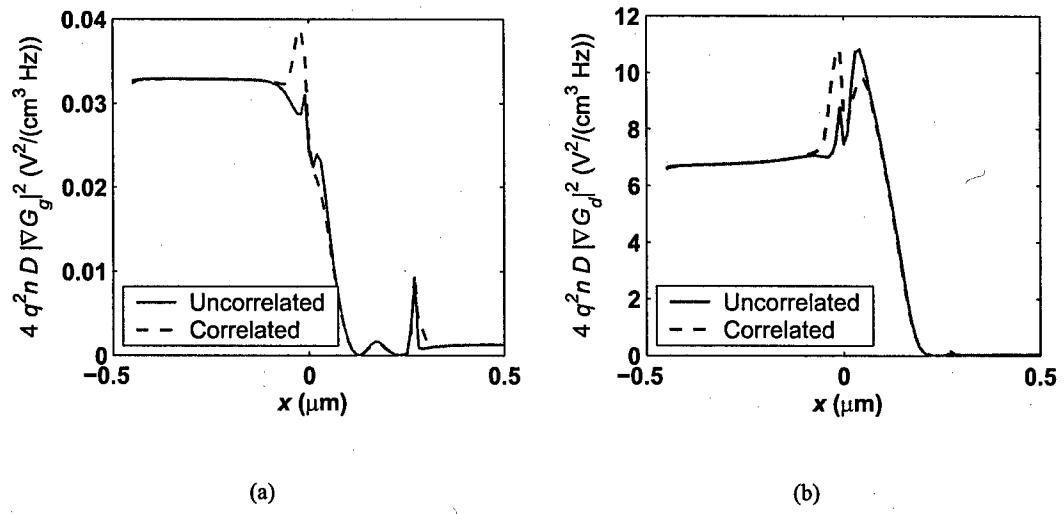 4 q²n D |∇G_g|² (V²/(cm³ Hz))
0.04
0.03
0.02
0.01
0
Uncorrelated
Correlated
−0.5
0
0.5
x (μm)
(a)
4 q²n D |∇G_d|² (V²/(cm³ Hz))
12
10
8
6
4
2
0
Uncorrelated
Correlated
−0.5
0
0.5
x (μm)
(b)